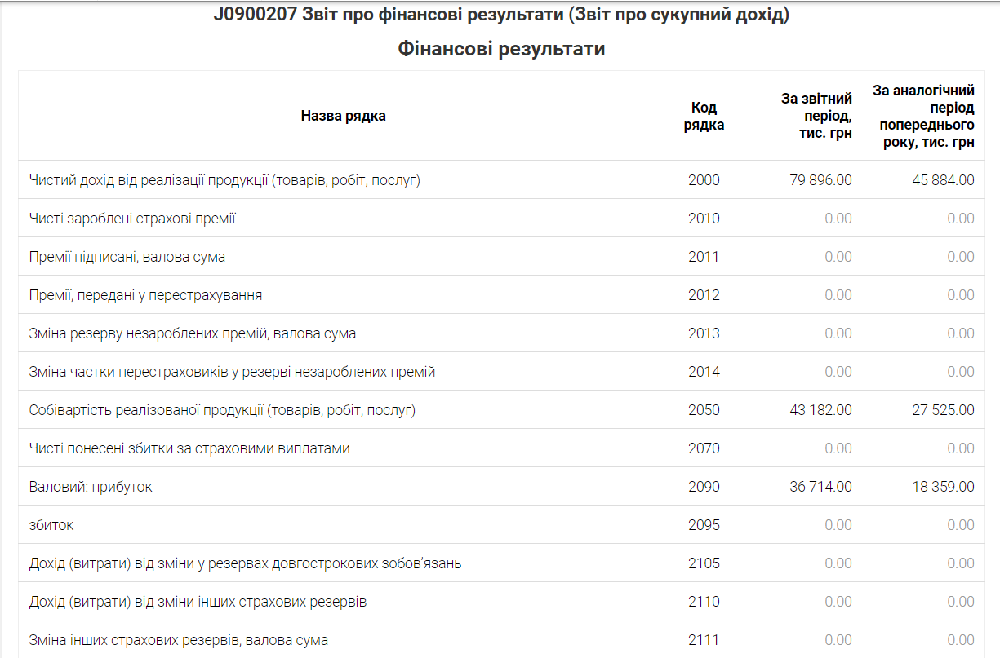 J0900207 Звіт про фінансові результати (Звіт про сукупний дохід)
Фінансові результати
Назва рядка
Код
рядка
За звітний
період,
тис. грн
За аналогічний
період
попереднього
року, тис. грн
Чистий дохід від реалізації продукції (товарів, робіт, послуг) 2000 79 896.00 45 884.00
Чисті зароблені страхові премії 2010 0.00 0.00
Премії підписані, валова сума 2011 0.00 0.00
Премії, передані у перестрахування 2012 0.00 0.00
Зміна резерву незароблених премій, валова сума 2013 0.00 0.00
Зміна частки перестраховиків у резерві незароблених премій 2014 0.00 0.00
Собівартість реалізованої продукції (товарів, робіт, послуг) 2050 43 182.00 27 525.00
Чисті понесені збитки за страховими виплатами 2070 0.00 0.00
Валовий: прибуток 2090 36 714.00 18 359.00
збиток 2095 0.00 0.00
Дохід (витрати) від зміни у резервах довгострокових зобов’язань 2105 0.00 0.00
Дохід (витрати) від зміни інших страхових резервів 2110 0.00 0.00
Зміна інших страхових резервів, валова сума 2111 0.00 0.00